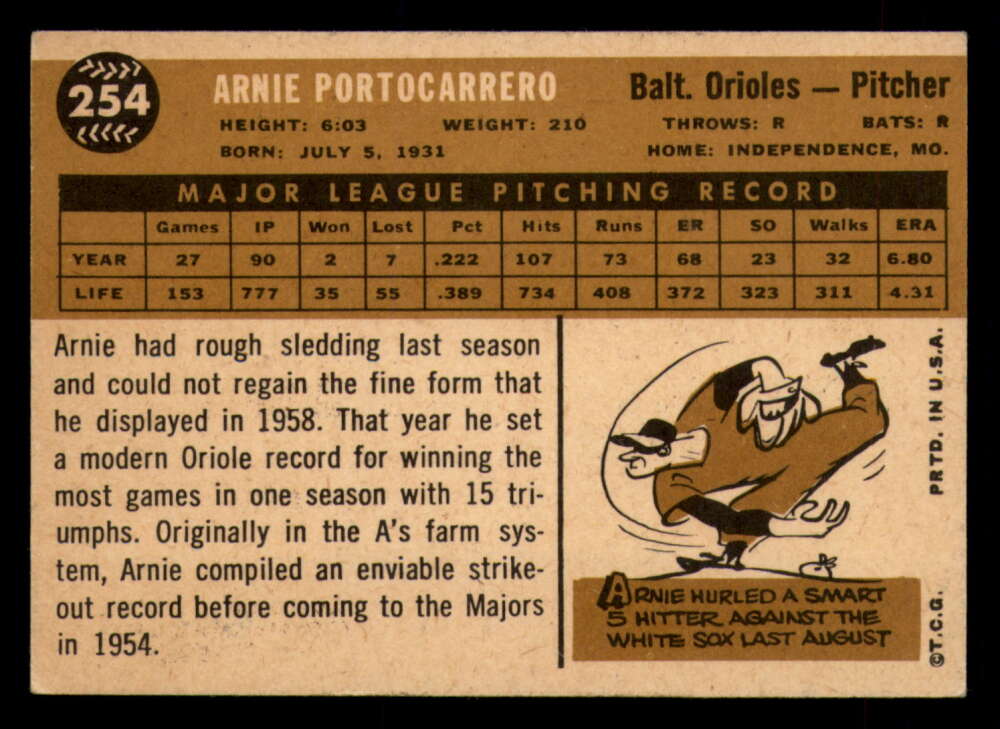 254
ARNIE PORTOCARRERO Balt. Orioles — Pitcher
HEIGHT: 6:03 WEIGHT: 210 THROWS: R BATS: R
BORN: JULY 5, 1931 HOME: INDEPENDENCE, MO.
MAJOR LEAGUE PITCHING RECORD
Games IP Won Lost Pct Hits Runs ER SO Walks ERA
YEAR 27 90 2 7 .222 107 73 68 23 32 6.80
LIFE 153 777 35 55 .389 734 408 372 323 311 4.31
Arnie had rough sledding last season
and could not regain the fine form that
he displayed in 1958. That year he set
a modern Oriole record for winning the
most games in one season with 15 tri-
umphs. Originally in the A's farm sys-
tem, Arnie compiled an enviable strike-
out record before coming to the Majors
in 1954.
ARNIE HURLED A SMART
5 HITTER AGAINST THE
WHITE SOX LAST AUGUST
©T.C.G. PRTD. IN U.S.A.